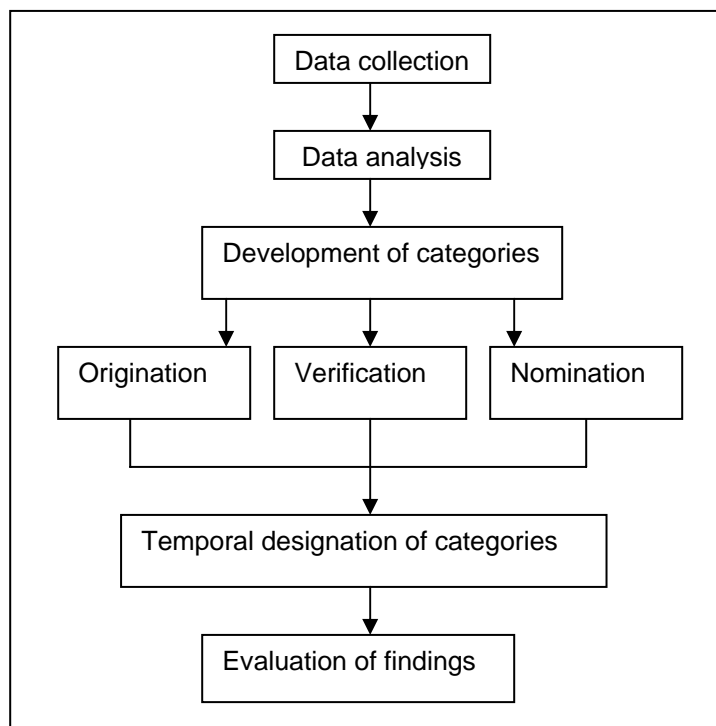 Data collection
Data analysis
Development of categories
Origination
Verification
Nomination
Temporal designation of categories
Evaluation of findings